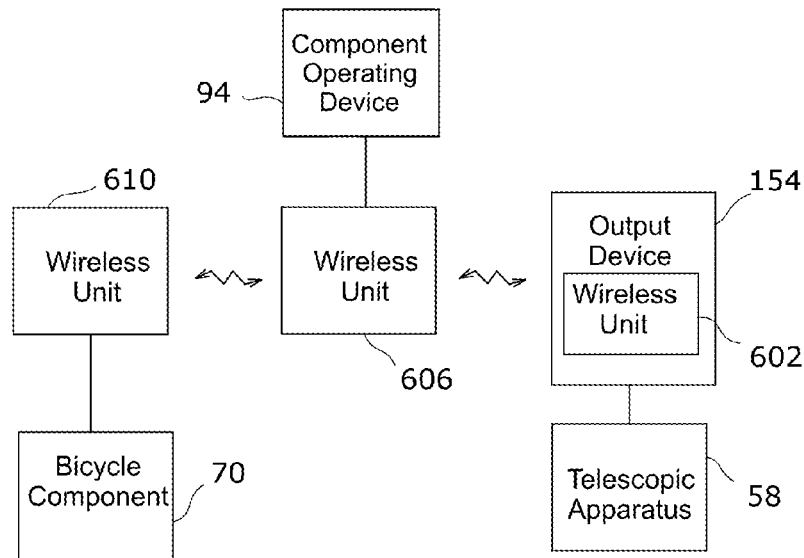 Component
Operating
Device
94
610
154
Wireless
Unit
Wireless
Unit
Output
Device
Wireless
Unit
602
606
Bicycle
Component
70
Telescopic
Apparatus
58